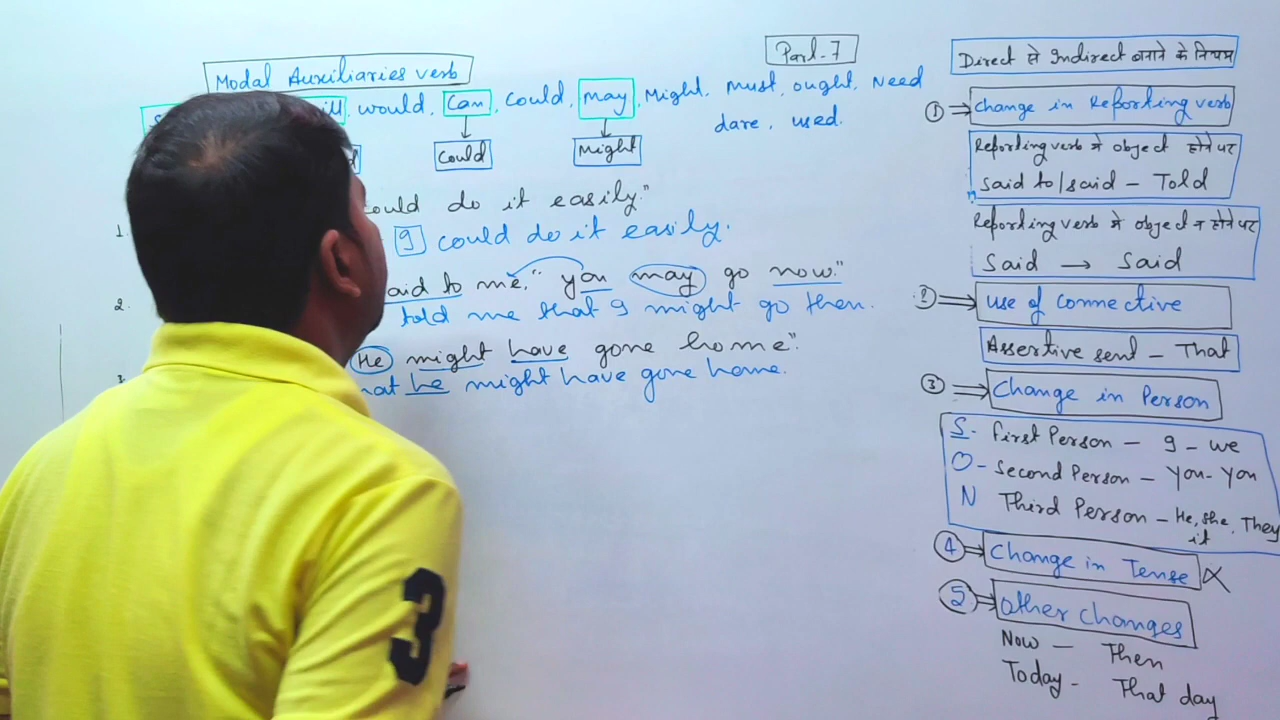 Part-7
Modal Auxiliaries verb
would, Can, Could, may, Might, Must, ought, Need
dare, used.
Could
Might
1.
could do it easily."
I could do it easily.
2.
said to me, "you may go now."
told me that I might go then.
He might have gone home".
that he might have gone home.
Direct से Indirect बनाने के नियम
① Change in Reporting verb
Reporting verb मे object होने पर
Said to/said - Told
Reporting verb मे object न होने पर
Said → Said
② use of connective
Assertive sent - That
③ Change in Person
S - First Person - I - we
O - Second Person - You - You
N Third Person - He, she, They
it
④ Change in Tense X
⑤ other changes
Now - Then
Today - That day
3